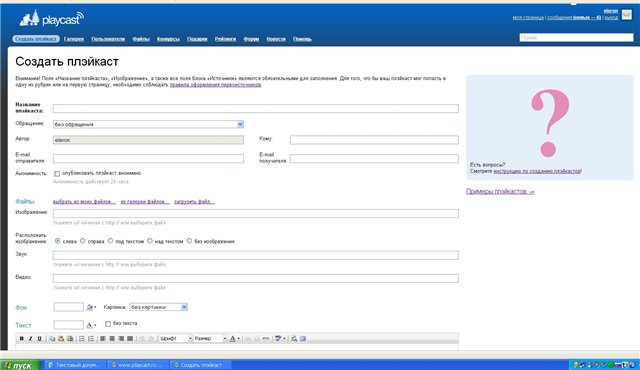 playcast
eleron
моя страница | сообщения (новых — 6) | выход
Создать плэйкаст Галерея Пользователи Файлы Конкурсы Подарки Рейтинги Форум Новости Помощь
Поиск
Создать плэйкаст
Внимание! Поля «Название плэйкаста», «Изображение», а также все поля блока «Источники» являются обязательными для заполнения. Для того, что бы ваш плэйкаст мог попасть в одну из рубрик или на первую страницу, необходимо соблюдать правила оформления первоисточников.
Название плэйкаста:
Обращение: без обращения
Автор: eleron Кому:
E-mail отправителя: E-mail получателя:
Анонимность: опубликовать плэйкаст анонимно.
Анонимность действует 24 часа.
?
Есть вопросы?
Смотрите инструкцию по созданию плэйкастов!
Примеры плэйкастов →
Файлы выбрать из моих файлов... из галереи файлов... загрузить файл...
Изображение:
Укажите url начиная с http:// или выберите файл
Расположить изображение: слева справа под текстом над текстом без изображения
Звук:
Укажите url начиная с http:// или выберите файл
Видео:
Укажите url начиная с http:// или выберите файл
Фон Картинка: без картинки
Текст без текста
Шрифт Размер
пуск Текстовый докум... www.playcast.ru ... Создать плэйкаст